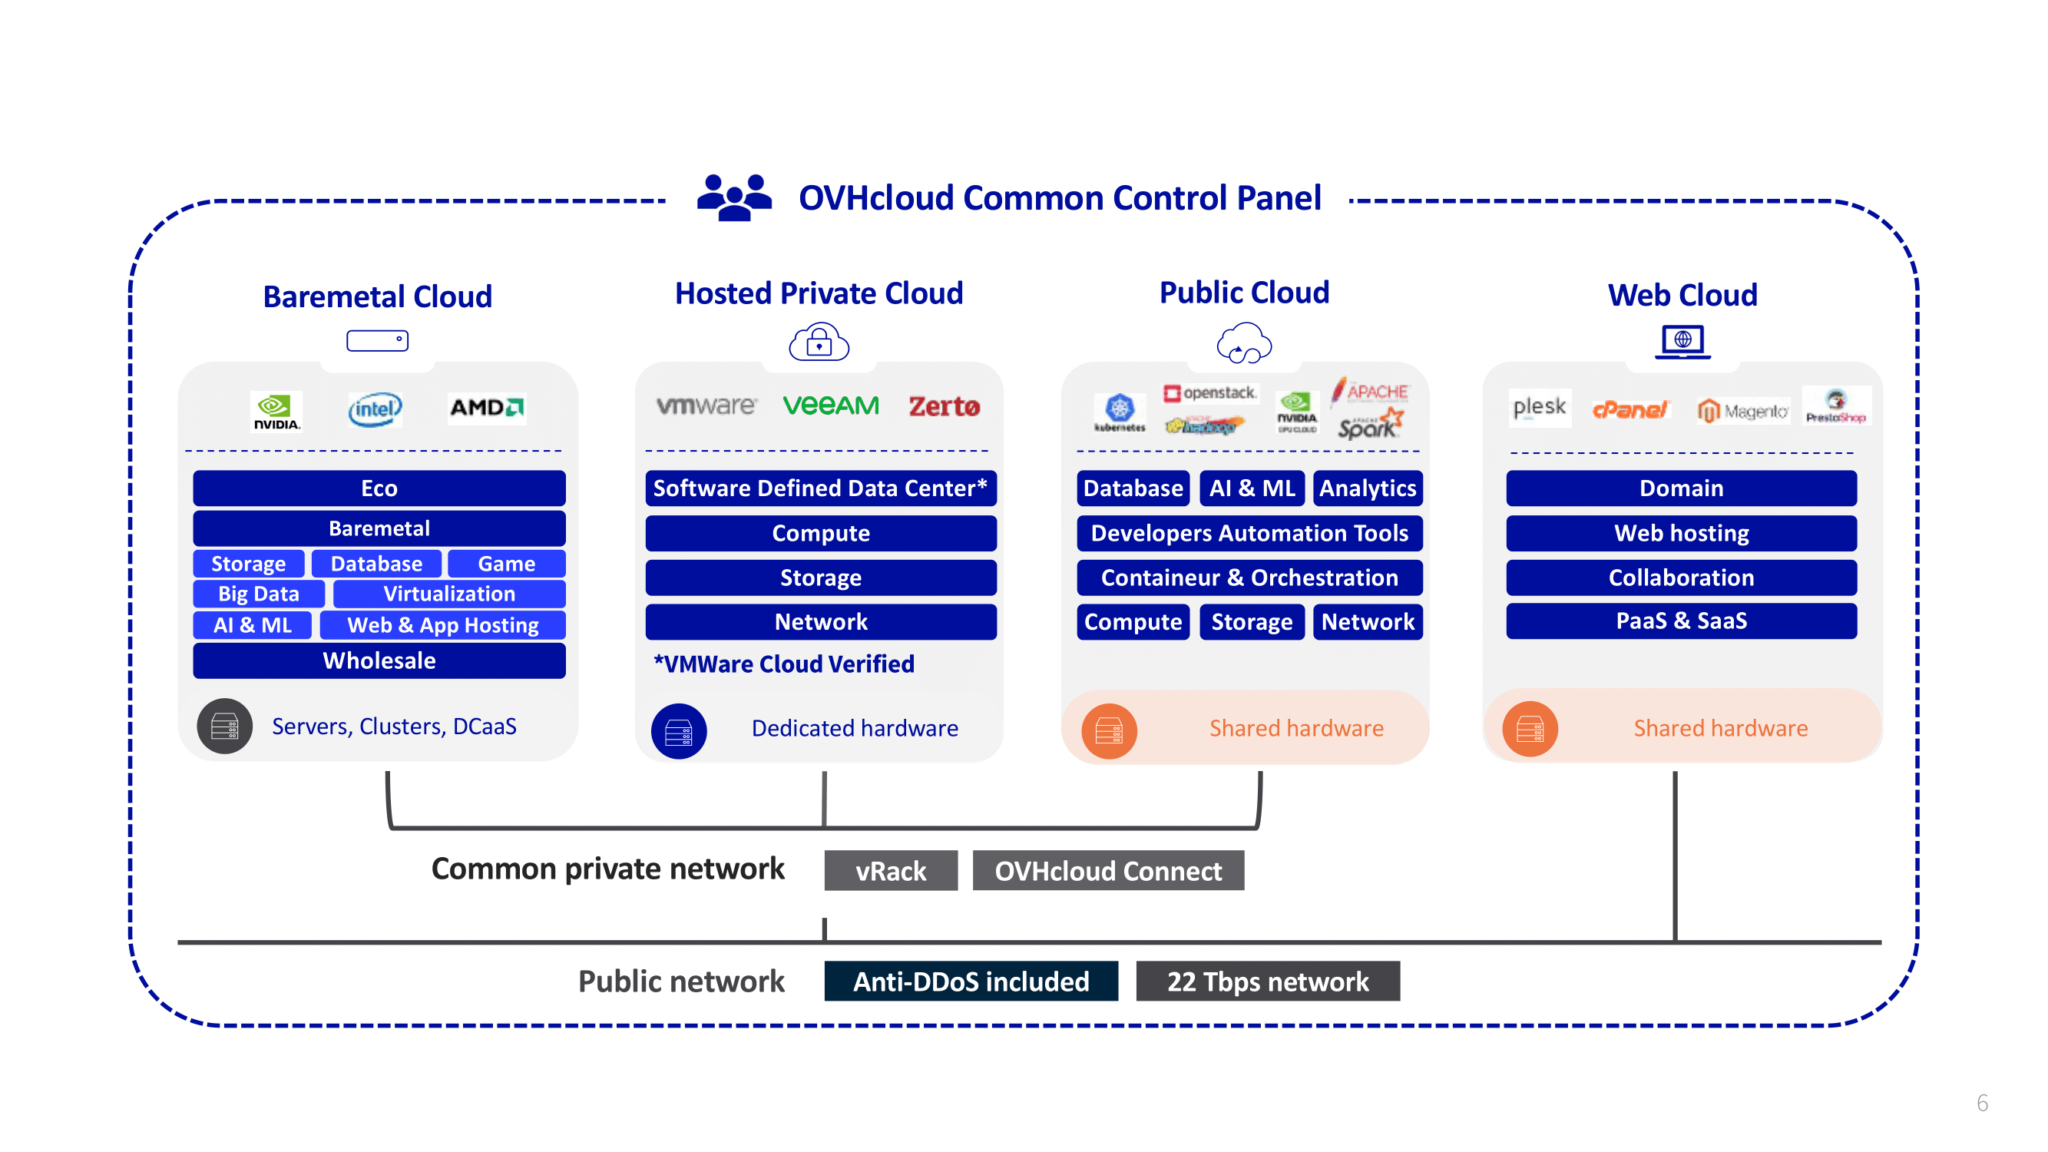 OVHcloud Common Control Panel
Baremetal Cloud
NVIDIA.
intel
AMD
Eco
Baremetal
Storage
Database
Game
Big Data
Virtualization
AI & ML
Web & App Hosting
Wholesale
Servers, Clusters, DCaaS
Hosted Private Cloud
vmware
veeam
Zerto
Software Defined Data Center*
Compute
Storage
Network
*VMWare Cloud Verified
Dedicated hardware
Public Cloud
kubernetes
openstack.
APACHE
hadoop
NVIDIA.
GPU CLOUD
APACHE
APACHE
Spark
Database
AI & ML
Analytics
Developers Automation Tools
Containeur & Orchestration
Compute
Storage
Network
Shared hardware
Web Cloud
plesk
cPanel
Magento
PrestaShop
Domain
Web hosting
Collaboration
PaaS & SaaS
Shared hardware
Common private network
vRack
OVHcloud Connect
Public network
Anti-DDoS included
22 Tbps network
6